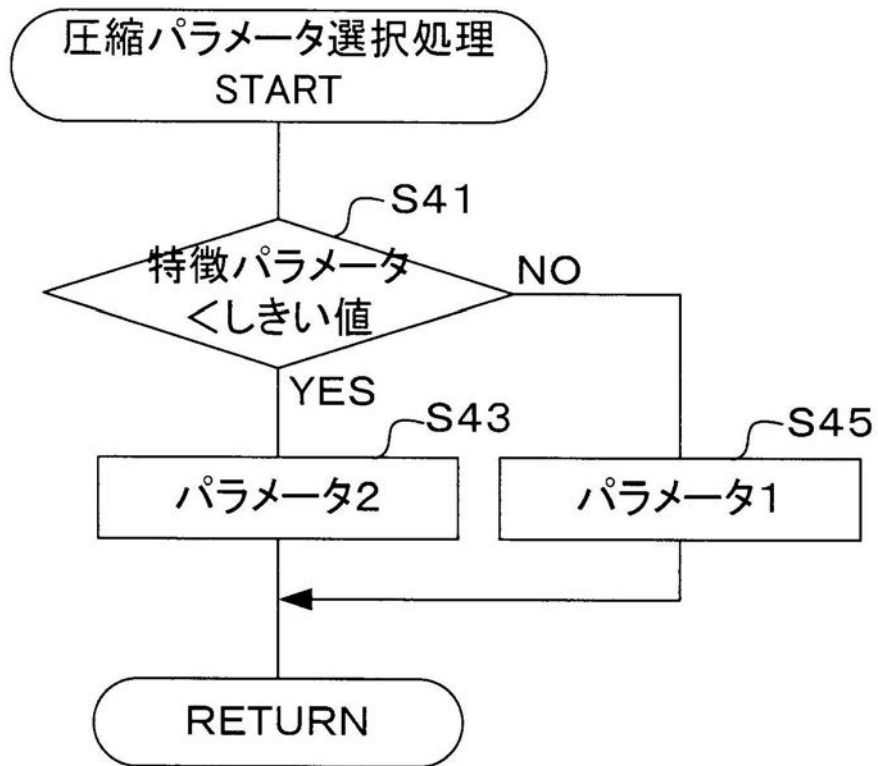 圧縮パラメータ選択処理
START
S41
特徴パラメータ
<しきい値
NO
YES
S43
S45
パラメータ2
パラメータ1
RETURN